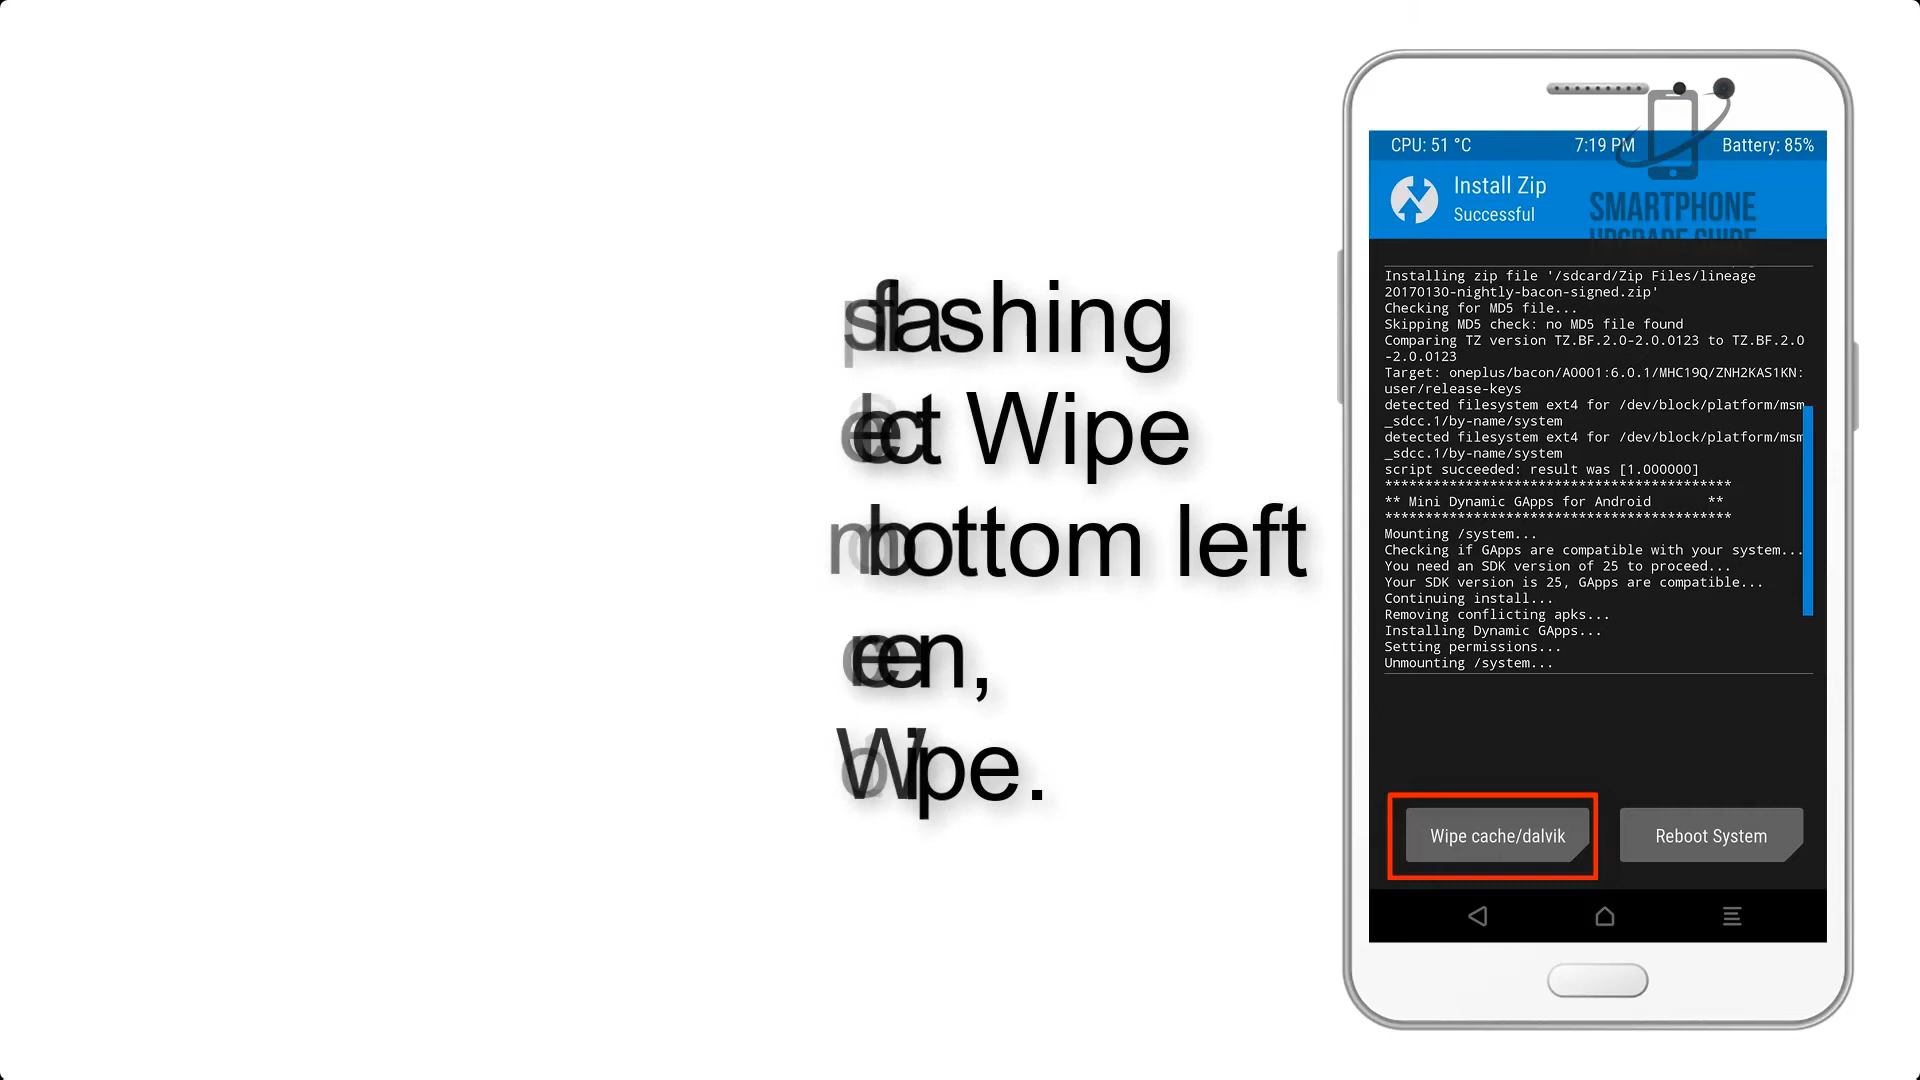 flashing
Wipe
bottom left
Wipe.
CPU: 51 °C 7:19 PM Battery: 85%
Install Zip
Successful
SMARTPHONE
UPGRADE GUIDE
Installing zip file '/sdcard/Zip Files/lineage
20170130-nightly-bacon-signed.zip'
Checking for MD5 file...
Skipping MD5 check: no MD5 file found
Comparing TZ version TZ.BF.2.0-2.0.0123 to TZ.BF.2.0
-2.0.0123
Target: oneplus/bacon/A0001:6.0.1/MHC19Q/ZNH2KAS1KN:
user/release-keys
detected filesystem ext4 for /dev/block/platform/msm
_sdcc.1/by-name/system
detected filesystem ext4 for /dev/block/platform/msm
_sdcc.1/by-name/system
script succeeded: result was [1.000000]
*******************************************
** Mini Dynamic GApps for Android **
*******************************************
Mounting /system...
Checking if GApps are compatible with your system...
You need an SDK version of 25 to proceed...
Your SDK version is 25, GApps are compatible...
Continuing install...
Removing conflicting apks...
Installing Dynamic GApps...
Setting permissions...
Unmounting /system...
Wipe cache/dalvik Reboot System